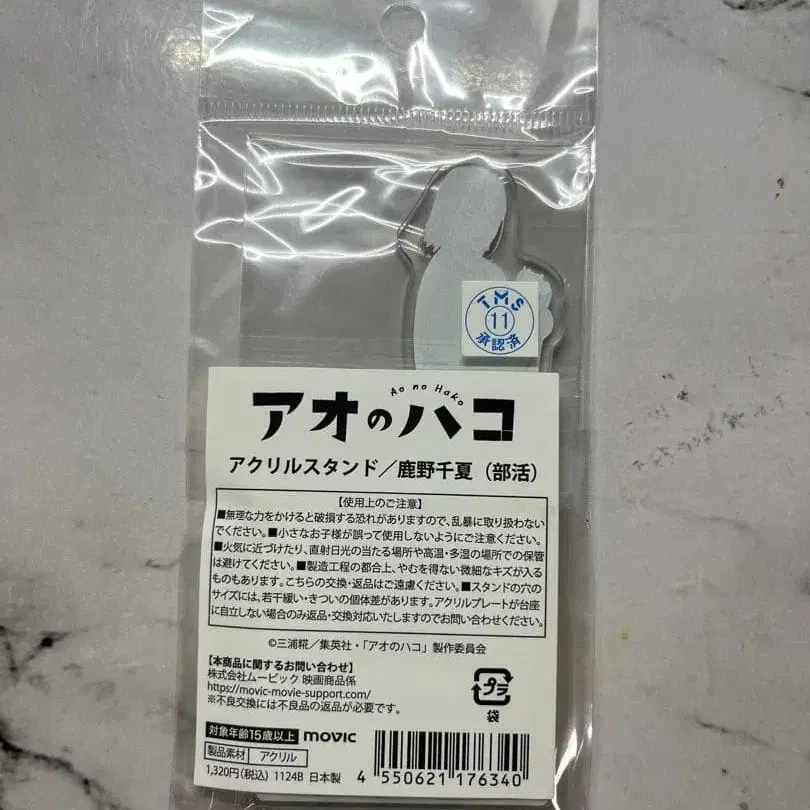 TMS
11
承認済
Ao no Hako
アオのハコ
アクリルスタンド／鹿野千夏（部活）
【使用上のご注意】
■無理な力をかけると破損する恐れがありますので、乱暴に取り扱わない
でください。■小さなお子様が誤って使用しないようにご注意ください。
■火気に近づけたり、直射日光の当たる場所や高温・多湿の場所での保管
は避けてください。■製造工程の都合上、やむを得ない微細なキズが入る
ものもあります。こちらの交換・返品はご遠慮ください。■スタンドの穴の
サイズには、若干緩い・きついの個体差があります。アクリルプレートが台座
に自立しない場合のみ返品・交換対応いたしますのでお問い合わせください。
©三浦糀／集英社・「アオのハコ」製作委員会
【本商品に関するお問い合わせ】
株式会社ムービック 映画商品係
https://movic-movie-support.com/
※不良交換には不良品の返品が必要です。
プラ
袋
対象年齢15歳以上 movic
製品素材 アクリル
1,320円(税込) 1124B 日本製
4 550621 176340